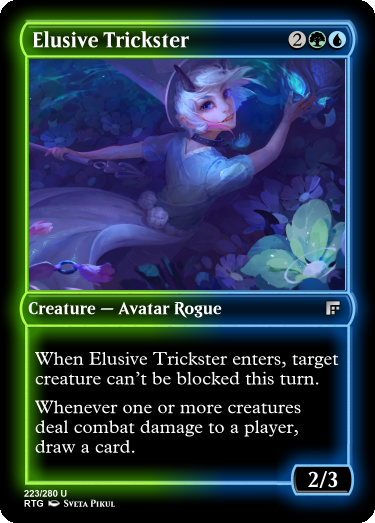 Elusive Trickster 2
Creature — Avatar Rogue
When Elusive Trickster enters, target
creature can't be blocked this turn.
Whenever one or more creatures
deal combat damage to a player,
draw a card.
2/3
223/280 U
RTG Sveta Pikul